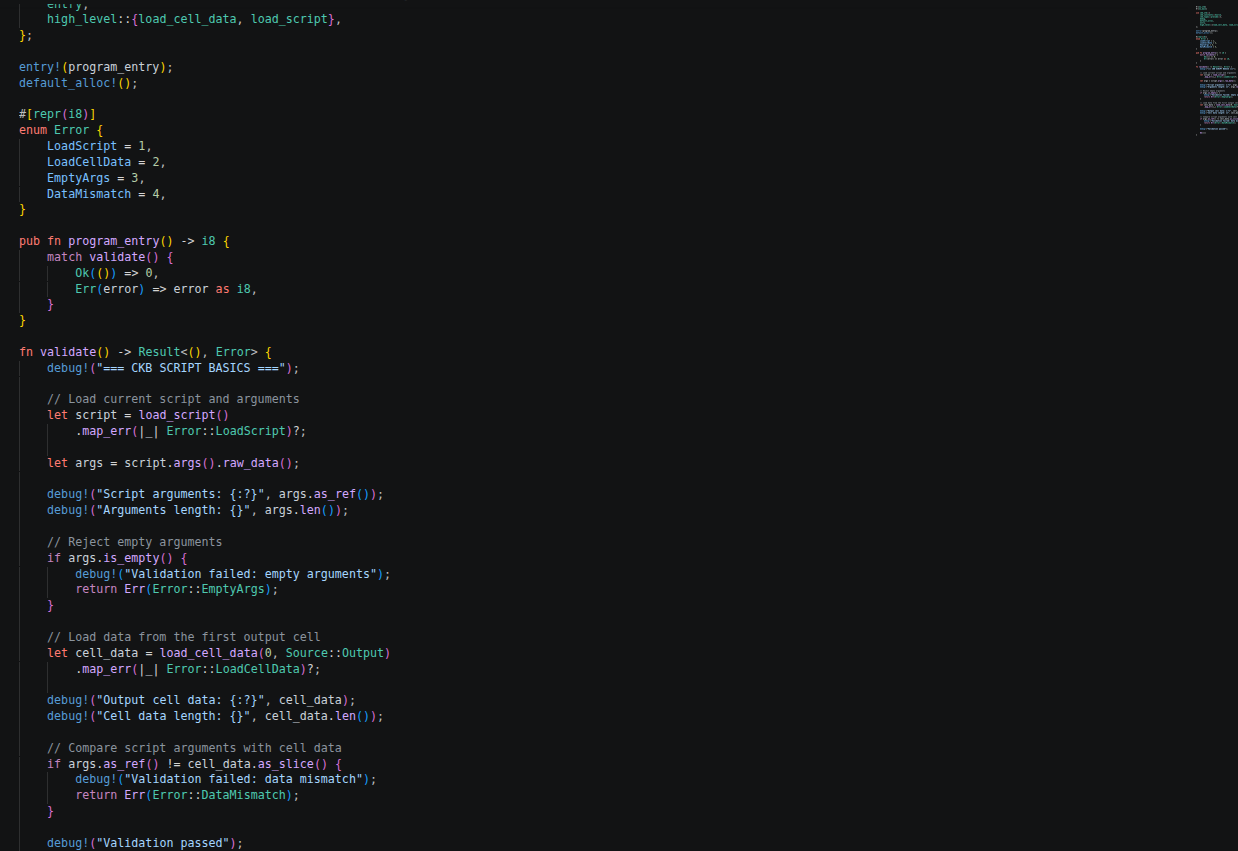 entry,
high_level::{load_cell_data, load_script},
};
entry!(program_entry);
default_alloc!();
#[repr(i8)]
enum Error {
LoadScript = 1,
LoadCellData = 2,
EmptyArgs = 3,
DataMismatch = 4,
}
pub fn program_entry() -> i8 {
match validate() {
Ok(()) => 0,
Err(error) => error as i8,
}
}
fn validate() -> Result<(), Error> {
debug!("=== CKB SCRIPT BASICS ===");
// Load current script and arguments
let script = load_script()
.map_err(|_| Error::LoadScript)?;
let args = script.args().raw_data();
debug!("Script arguments: {:?}", args.as_ref());
debug!("Arguments length: {}", args.len());
// Reject empty arguments
if args.is_empty() {
debug!("Validation failed: empty arguments");
return Err(Error::EmptyArgs);
}
// Load data from the first output cell
let cell_data = load_cell_data(0, Source::Output)
.map_err(|_| Error::LoadCellData)?;
debug!("Output cell data: {:?}", cell_data);
debug!("Cell data length: {}", cell_data.len());
// Compare script arguments with cell data
if args.as_ref() != cell_data.as_slice() {
debug!("Validation failed: data mismatch");
return Err(Error::DataMismatch);
}
debug!("Validation passed");